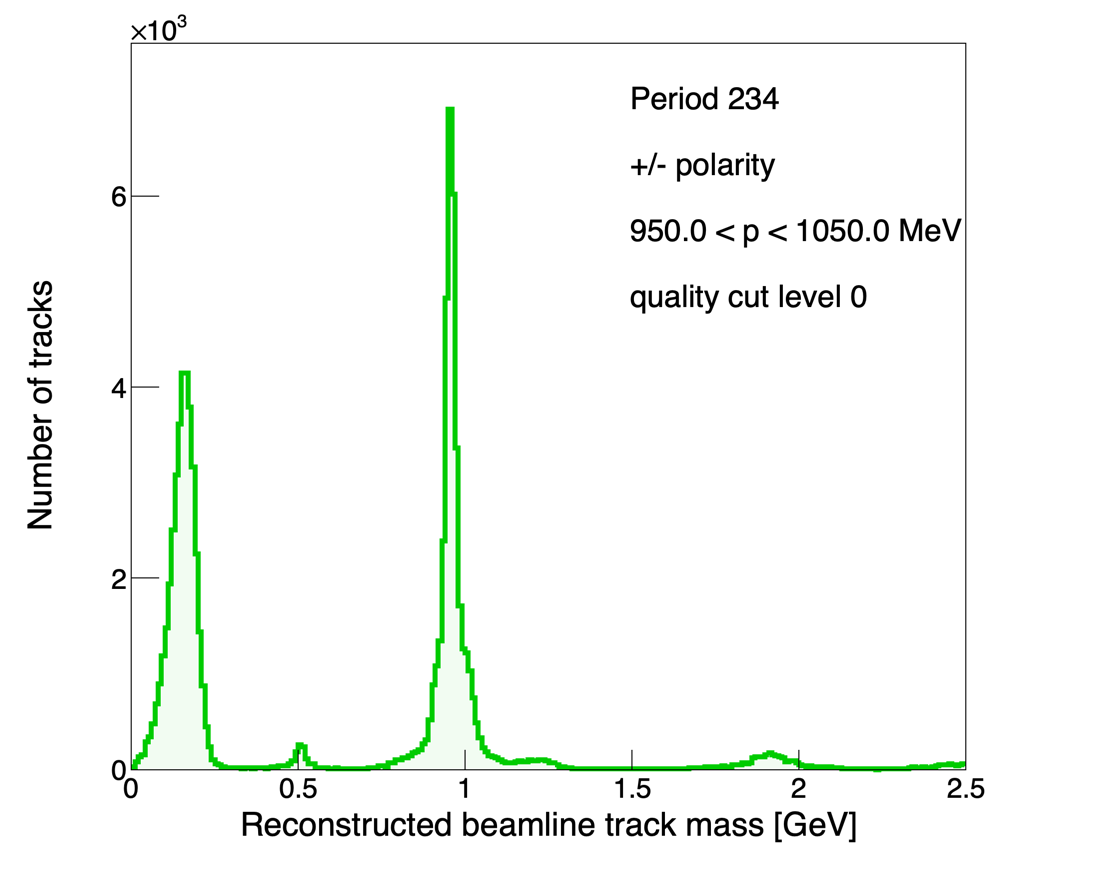 ×10³
Period 234
+/- polarity
950.0 < p < 1050.0 MeV
quality cut level 0
Number of tracks
6
4
2
0
0 0.5 1 1.5 2 2.5
Reconstructed beamline track mass [GeV]